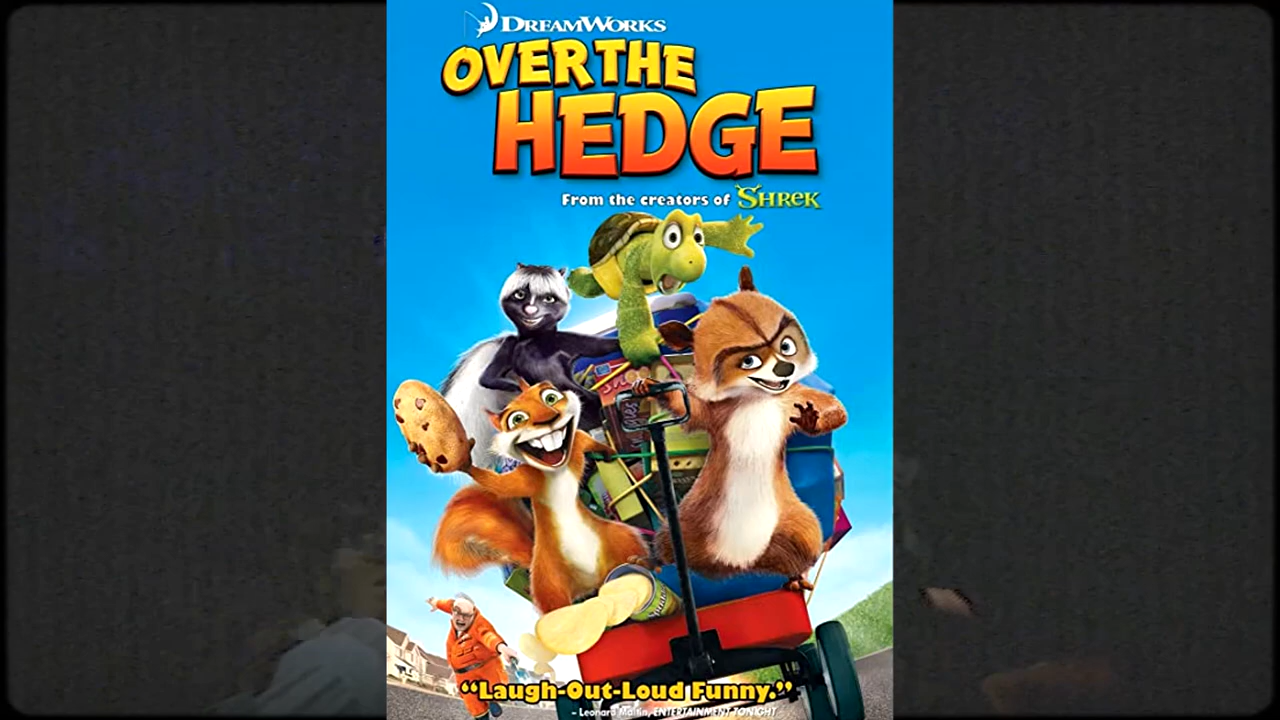 DREAMWORKS
OVER THE
HEDGE
From the creators of SHREK
“Laugh-Out-Loud Funny.”
– Leonard Maltin, ENTERTAINMENT TONIGHT